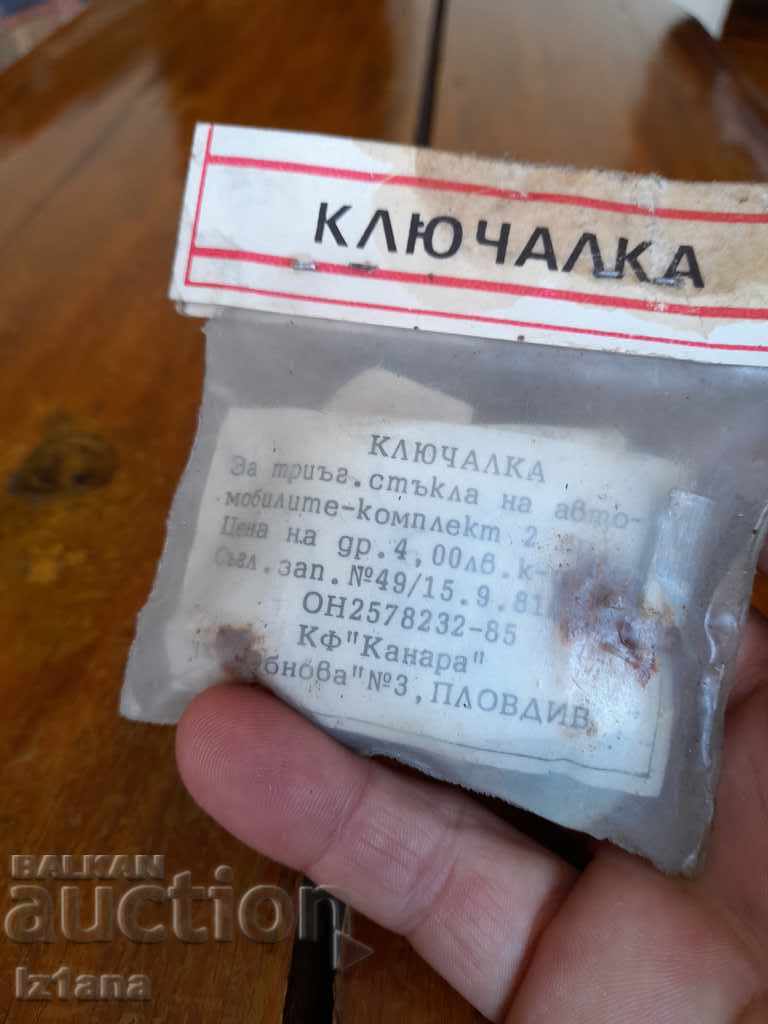 КЛЮЧАЛКА
КЛЮЧАЛКА
За триъг.стъкла на авто-
мобилите-комплект 2
Цена на др.4,00лв.к-
Съгл.зап.№49/15.9.81
ОН2578232-85
КФ"Канара"
№3,ПЛОВДИВ
BALKAN
auction
Iz1ana